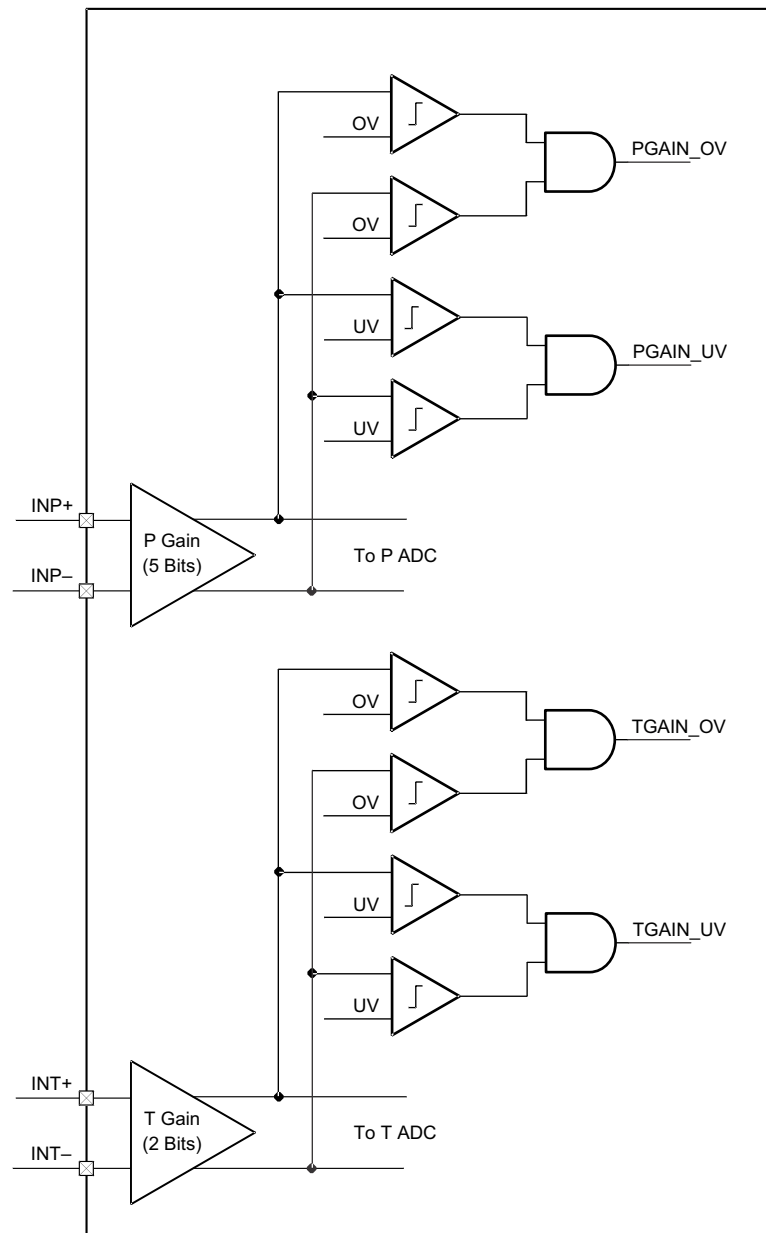 OV
PGAIN_OV
OV
UV
PGAIN_UV
UV
INP+
P Gain
(5 Bits)
To P ADC
INP–
OV
TGAIN_OV
OV
UV
TGAIN_UV
UV
INT+
T Gain
(2 Bits)
To T ADC
INT–